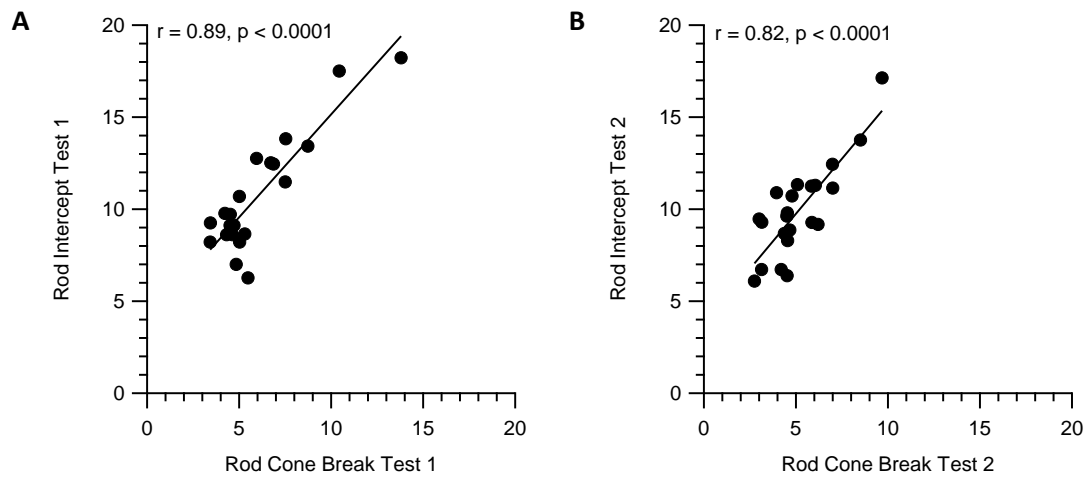 A
r = 0.89, p < 0.0001
20
15
10
5
0
Rod Intercept Test 1
0 5 10 15 20
Rod Cone Break Test 1
B
r = 0.82, p < 0.0001
20
15
10
5
0
Rod Intercept Test 2
0 5 10 15 20
Rod Cone Break Test 2